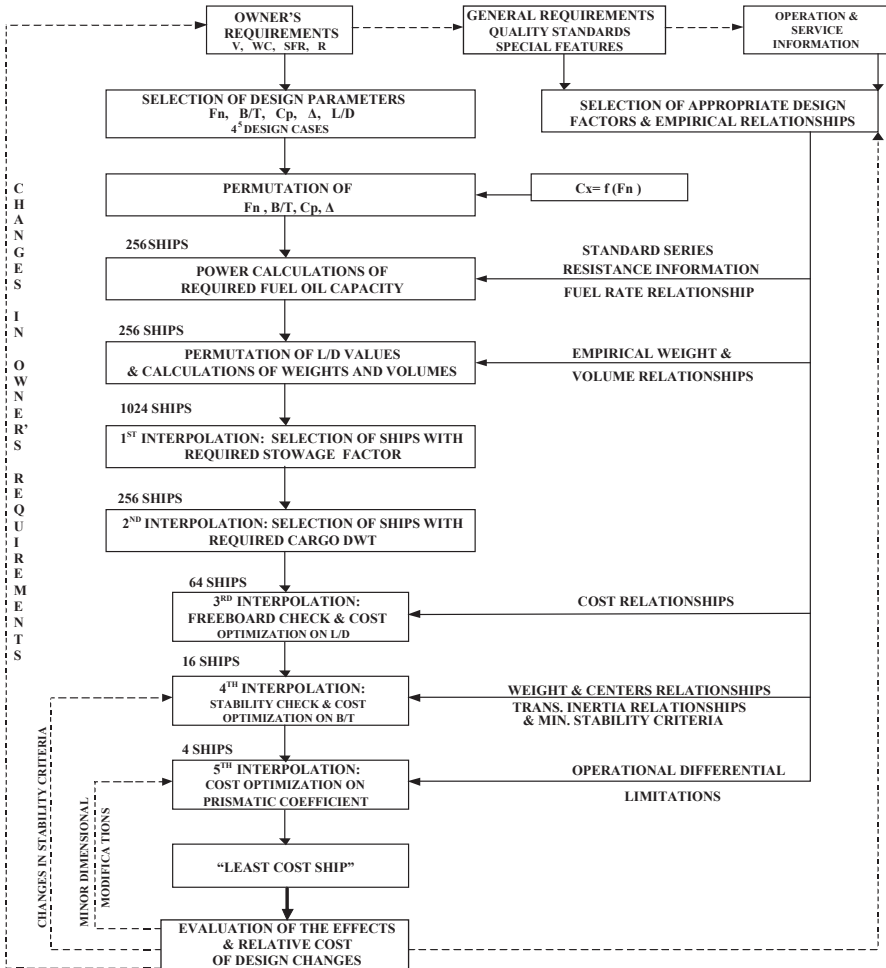 OWNER'S
REQUIREMENTS
V, WC, SFR, R
GENERAL REQUIREMENTS
QUALITY STANDARDS
SPECIAL FEATURES
OPERATION &
SERVICE
INFORMATION
SELECTION OF DESIGN PARAMETERS
Fn, B/T, Cp, Δ, L/D
4⁵ DESIGN CASES
SELECTION OF APPROPRIATE DESIGN
FACTORS & EMPIRICAL RELATIONSHIPS
PERMUTATION OF
Fn , B/T, Cp, Δ
Cx= f (Fn )
256 SHIPS
POWER CALCULATIONS OF
REQUIRED FUEL OIL CAPACITY
STANDARD SERIES
RESISTANCE INFORMATION
FUEL RATE RELATIONSHIP
256 SHIPS
PERMUTATION OF L/D VALUES
& CALCULATIONS OF WEIGHTS AND VOLUMES
EMPIRICAL WEIGHT &
VOLUME RELATIONSHIPS
1024 SHIPS
1ST INTERPOLATION: SELECTION OF SHIPS WITH
REQUIRED STOWAGE FACTOR
256 SHIPS
2ND INTERPOLATION: SELECTION OF SHIPS WITH
REQUIRED CARGO DWT
64 SHIPS
3RD INTERPOLATION:
FREEBOARD CHECK & COST
OPTIMIZATION ON L/D
COST RELATIONSHIPS
16 SHIPS
4TH INTERPOLATION:
STABILITY CHECK & COST
OPTIMIZATION ON B/T
WEIGHT & CENTERS RELATIONSHIPS
TRANS. INERTIA RELATIONSHIPS
& MIN. STABILITY CRITERIA
4 SHIPS
5TH INTERPOLATION:
COST OPTIMIZATION ON
PRISMATIC COEFFICIENT
OPERATIONAL DIFFERENTIAL
LIMITATIONS
"LEAST COST SHIP"
EVALUATION OF THE EFFECTS
& RELATIVE COST
OF DESIGN CHANGES
CHANGES IN OWNER'S REQUIREMENTS
CHANGES IN STABILITY CRITERIA
MINOR DIMENSIONAL
MODIFICATIONS